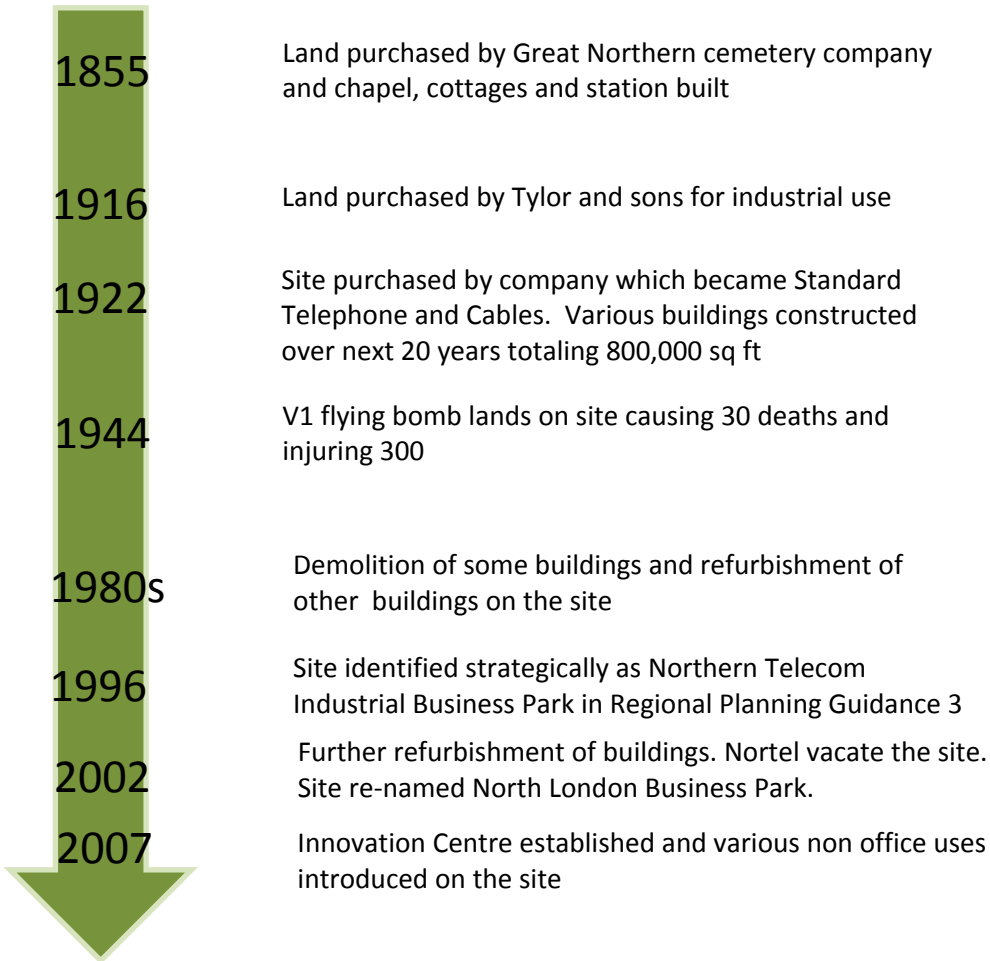 1855
Land purchased by Great Northern cemetery company
and chapel, cottages and station built
1916
Land purchased by Tylor and sons for industrial use
1922
Site purchased by company which became Standard
Telephone and Cables.  Various buildings constructed
over next 20 years totaling 800,000 sq ft
1944
V1 flying bomb lands on site causing 30 deaths and
injuring 300
1980s
Demolition of some buildings and refurbishment of
other  buildings on the site
1996
Site identified strategically as Northern Telecom
Industrial Business Park in Regional Planning Guidance 3
2002
Further refurbishment of buildings. Nortel vacate the site.
Site re-named North London Business Park.
2007
Innovation Centre established and various non office uses
introduced on the site